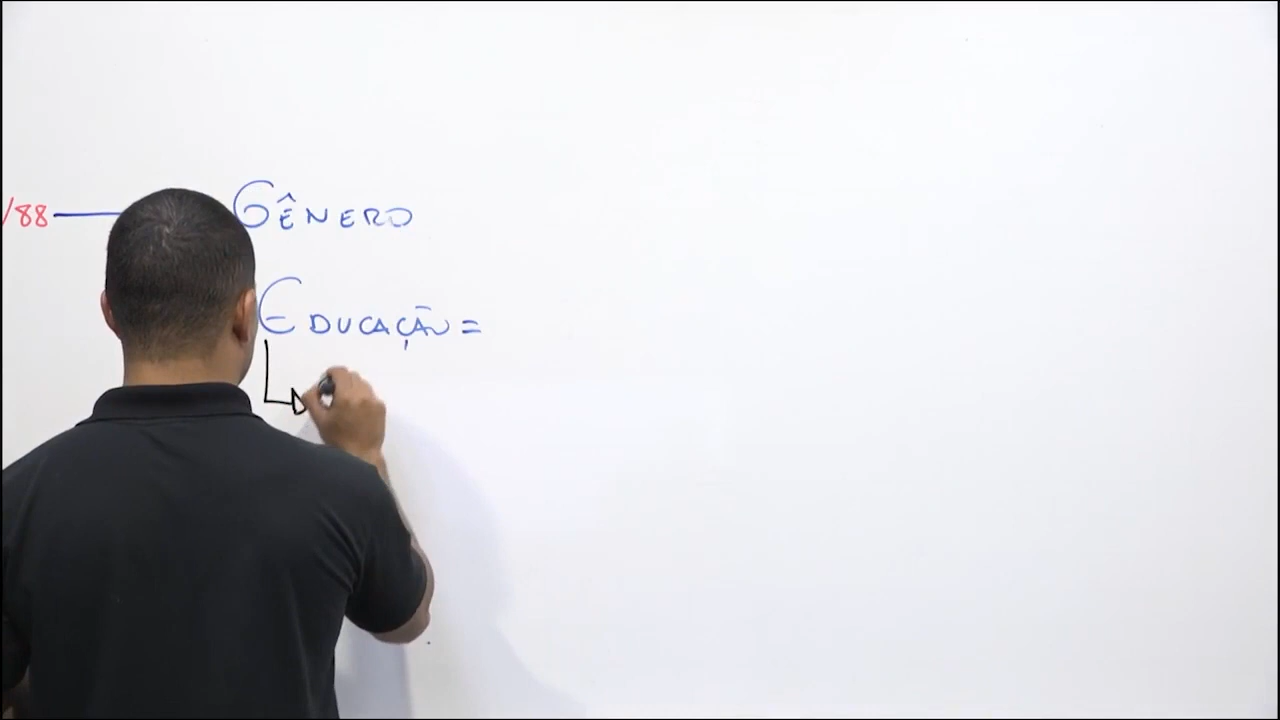 /88 GÊNERO
EDUCAÇÃO =